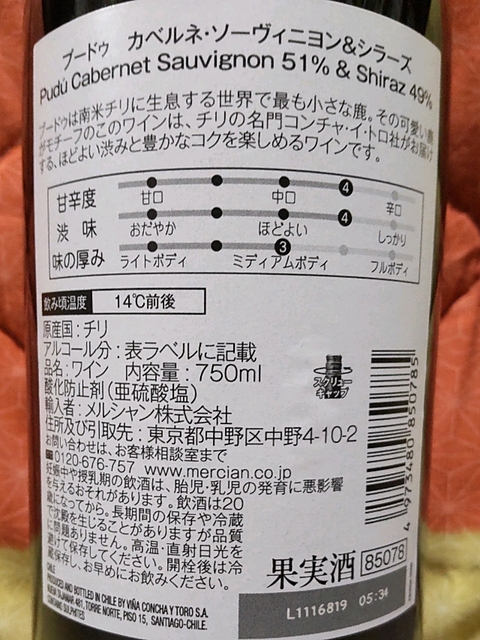 プードゥ カベルネ・ソーヴィニヨン&シラーズ
Pudú Cabernet Sauvignon 51% & Shiraz 49%
プードゥは南米チリに生息する世界で最も小さな鹿。その可愛い鹿
がモチーフのこのワインは、チリの名門コンチャ・イ・トロ社がお届け
する、ほどよい渋みと豊かなコクを楽しめるワインです。
甘辛度 4
甘口 中口 辛口
渋味 4
おだやか ほどよい しっかり
味の厚み 3
ライトボディ ミディアムボディ フルボディ
飲み頃温度 14℃前後
原産国:チリ
アルコール分:表ラベルに記載
品名:ワイン 内容量:750ml
酸化防止剤(亜硫酸塩)
輸入者:メルシャン株式会社
住所及び引取先:東京都中野区中野4-10-2
お問い合わせは、お客様相談室まで
0120-676-757 www.mercian.co.jp
妊娠中や授乳期の飲酒は、胎児・乳児の発育に悪影響
を与えるおそれがあります。飲酒は20
歳になってから。長期間の保存や冷蔵
で沈殿を生じることがありますが品質
に問題ありません。高温・直射日光を
避けて保存してください。開栓後は冷
蔵保存し、お早めにお飲みください。
スクリュー
キャップ
4 973480 850785
果実酒 85078
CHILE
PRODUCED AND BOTTLED IN CHILE BY VIÑA CONCHA Y TORO S.A.
NUEVA TAJAMAR 481, TORRE NORTE, PISO 15, SANTIAGO-CHILE.
CONTAINS SULPHITES
L1116819 05:34